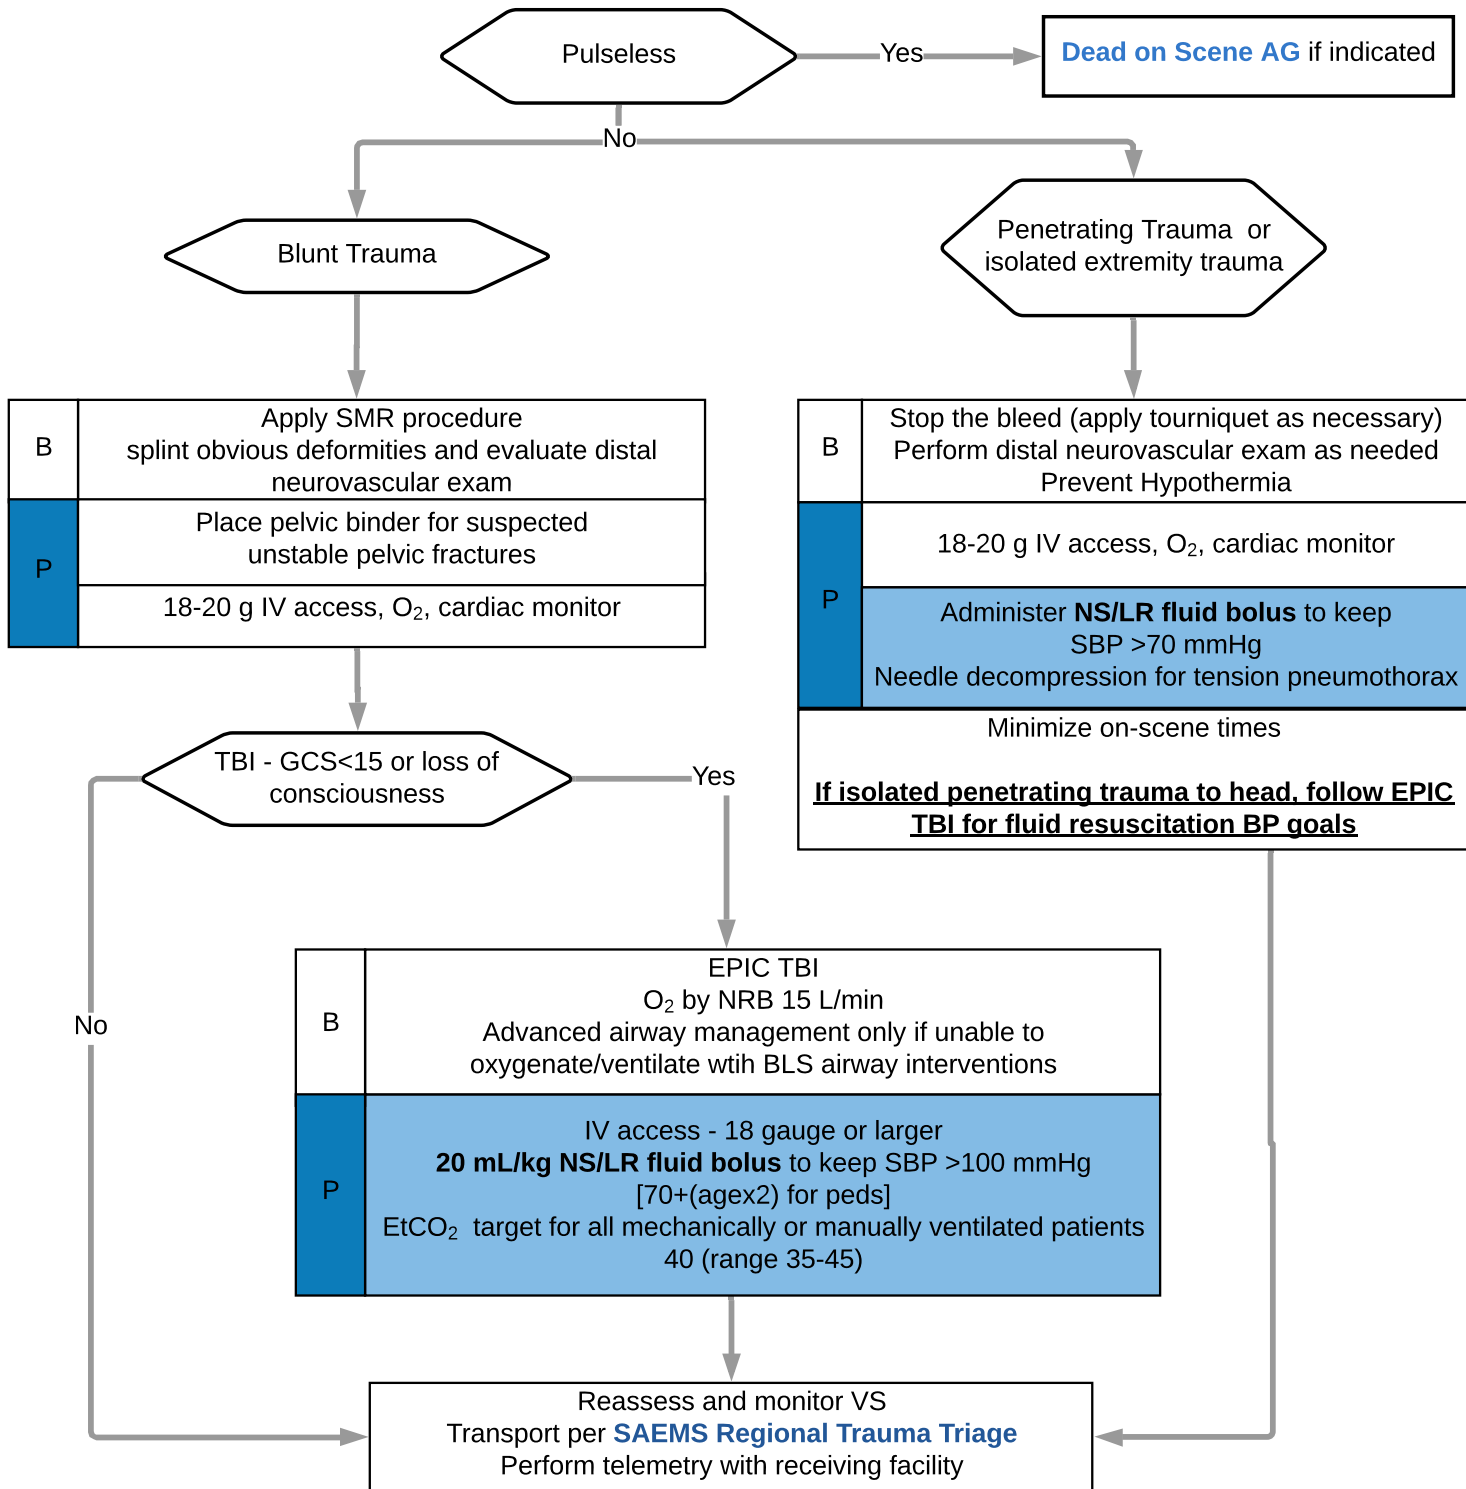 Pulseless
Yes
Dead on Scene AG if indicated
No
Blunt Trauma
Penetrating Trauma or
isolated extremity trauma
B
Apply SMR procedure
splint obvious deformities and evaluate distal
neurovascular exam
P
Place pelvic binder for suspected
unstable pelvic fractures
18-20 g IV access, O₂, cardiac monitor
B
Stop the bleed (apply tourniquet as necessary)
Perform distal neurovascular exam as needed
Prevent Hypothermia
P
18-20 g IV access, O₂, cardiac monitor
Administer NS/LR fluid bolus to keep
SBP >70 mmHg
Needle decompression for tension pneumothorax
Minimize on-scene times
If isolated penetrating trauma to head, follow EPIC
TBI for fluid resuscitation BP goals
TBI - GCS<15 or loss of
consciousness
Yes
No
B
EPIC TBI
O₂ by NRB 15 L/min
Advanced airway management only if unable to
oxygenate/ventilate wtih BLS airway interventions
P
IV access - 18 gauge or larger
20 mL/kg NS/LR fluid bolus to keep SBP >100 mmHg
[70+(agex2) for peds]
EtCO₂ target for all mechanically or manually ventilated patients
40 (range 35-45)
Reassess and monitor VS
Transport per SAEMS Regional Trauma Triage
Perform telemetry with receiving facility